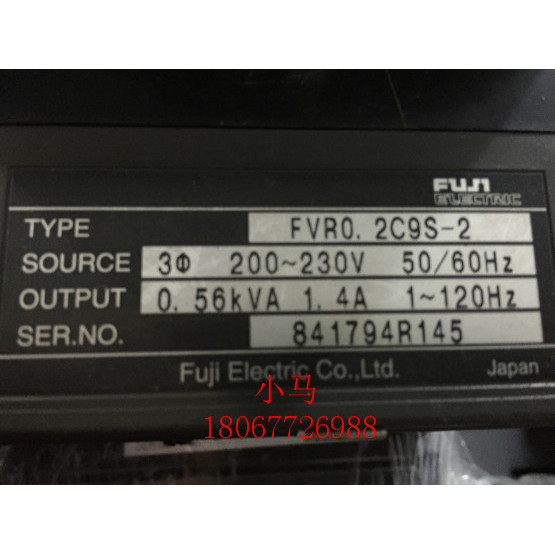 FUJI
ELECTRIC
TYPE FVR0. 2C9S-2
SOURCE 3Φ 200~230V 50/60Hz
OUTPUT 0. 56kVA 1. 4A 1~120Hz
SER.NO. 841794R145
Fuji Electric Co.,Ltd. Japan
小马
18067726988